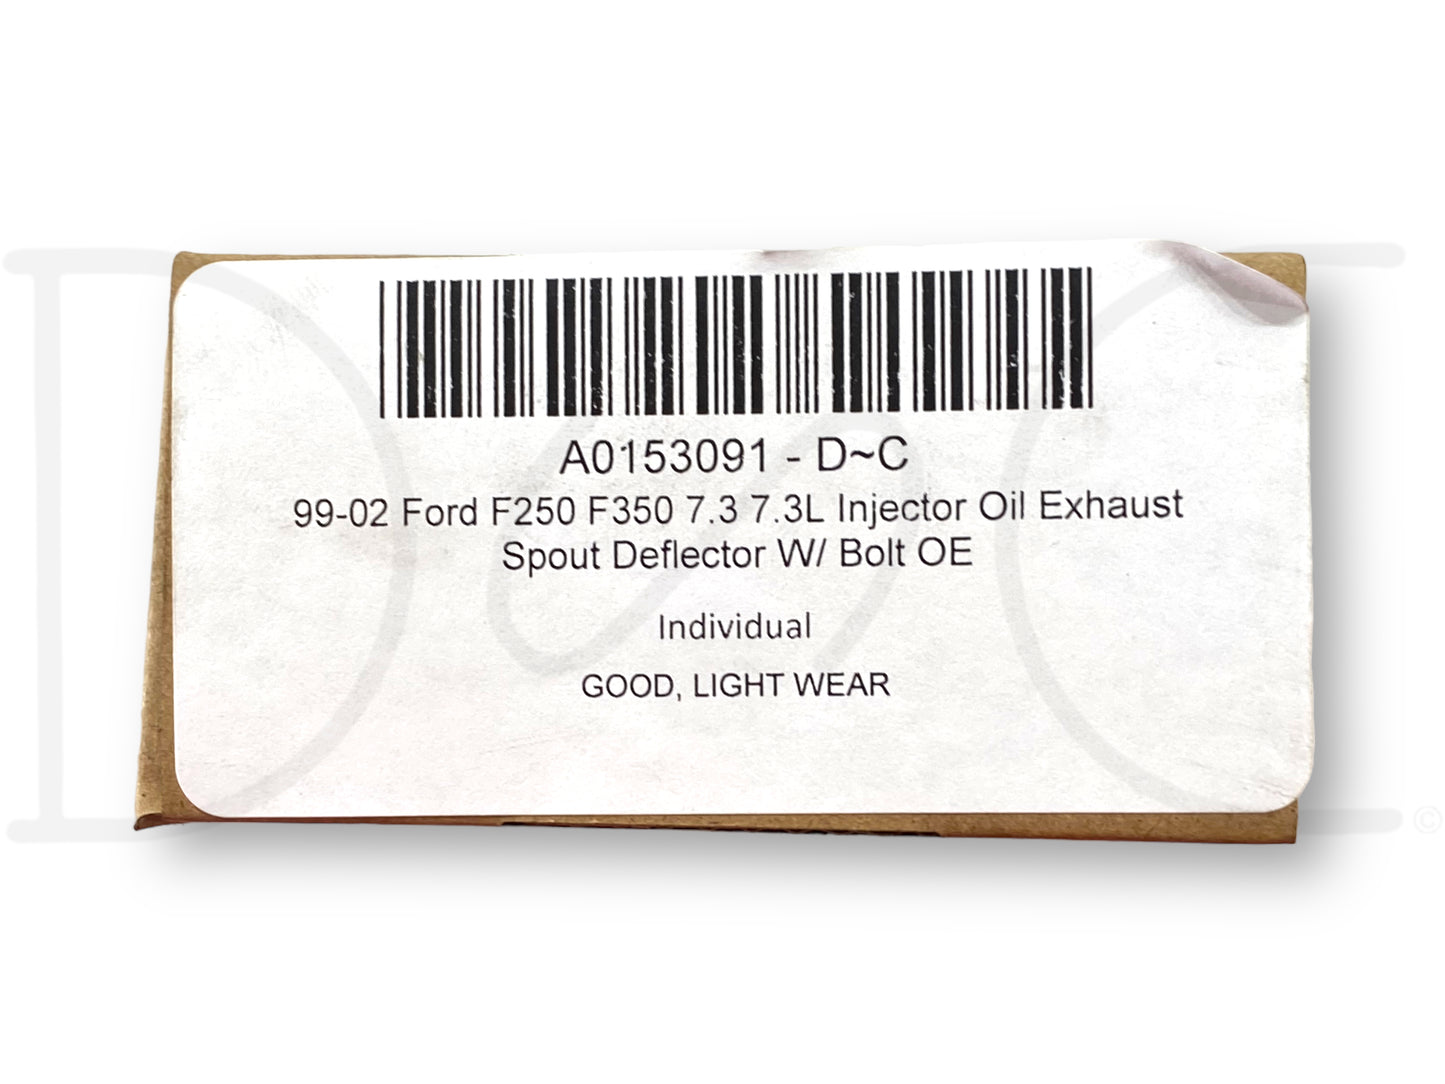 A0153091 - D~C
99-02 Ford F250 F350 7.3 7.3L Injector Oil Exhaust
Spout Deflector W/ Bolt OE
Individual
GOOD, LIGHT WEAR
D~C
©